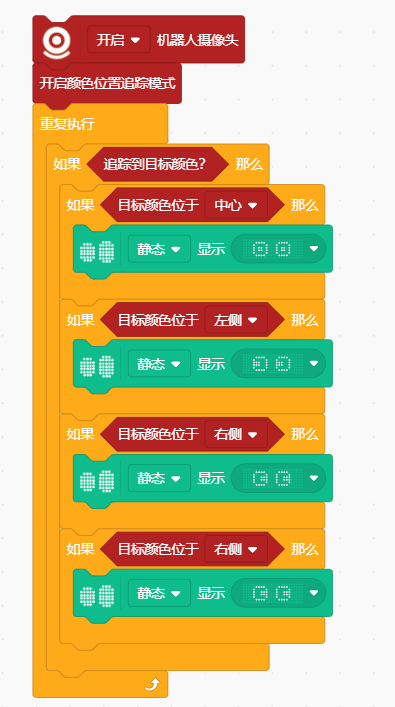 开启 机器人摄像头
开启颜色位置追踪模式
重复执行
如果 追踪到目标颜色? 那么
如果 目标颜色位于 中心 那么
静态 显示
如果 目标颜色位于 左侧 那么
静态 显示
如果 目标颜色位于 右侧 那么
静态 显示
如果 目标颜色位于 右侧 那么
静态 显示